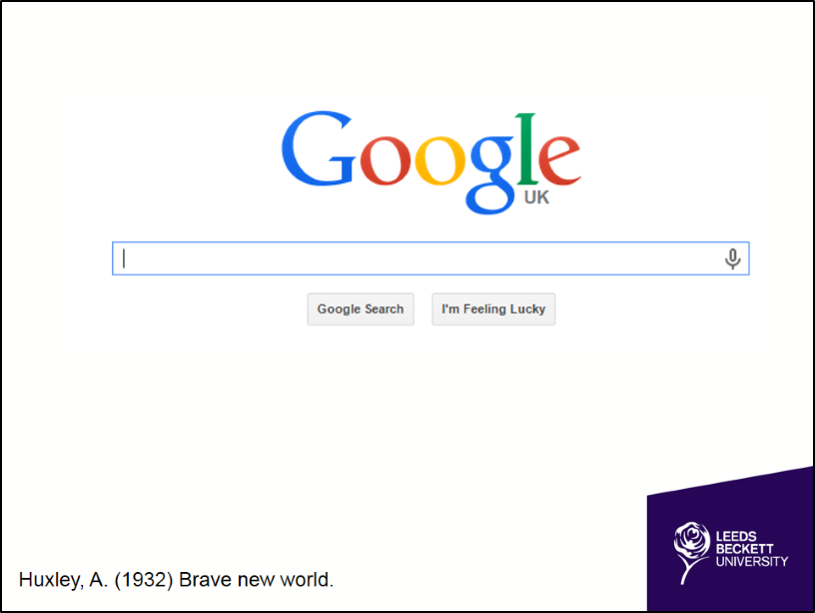 Google
UK
Google Search
I'm Feeling Lucky
LEEDS
BECKETT
UNIVERSITY
Huxley, A. (1932) Brave new world.